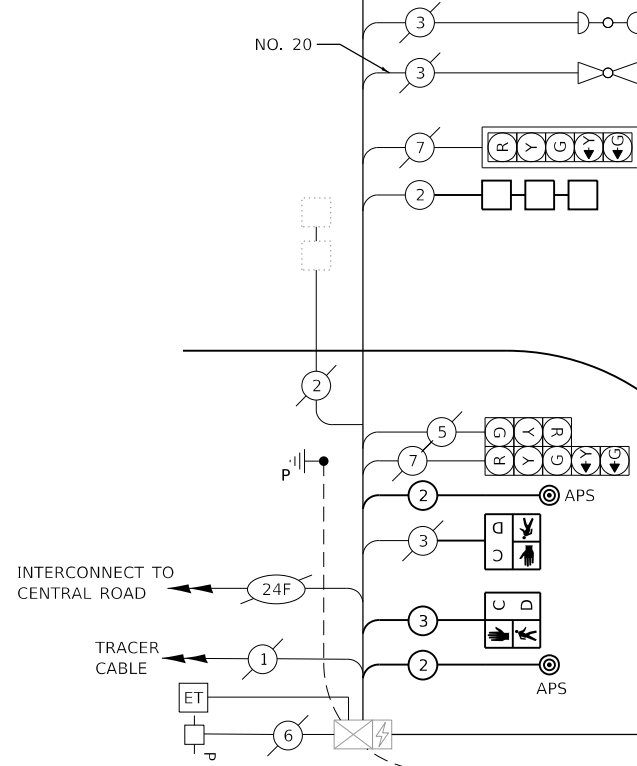 3
NO. 20
3
7 R Y G Y G
2
2
5 G Y R
7 R Y G Y G
P
2 APS
3 D C
INTERCONNECT TO
CENTRAL ROAD
24F
3 C D
TRACER
CABLE
1
2
APS
ET
6
P